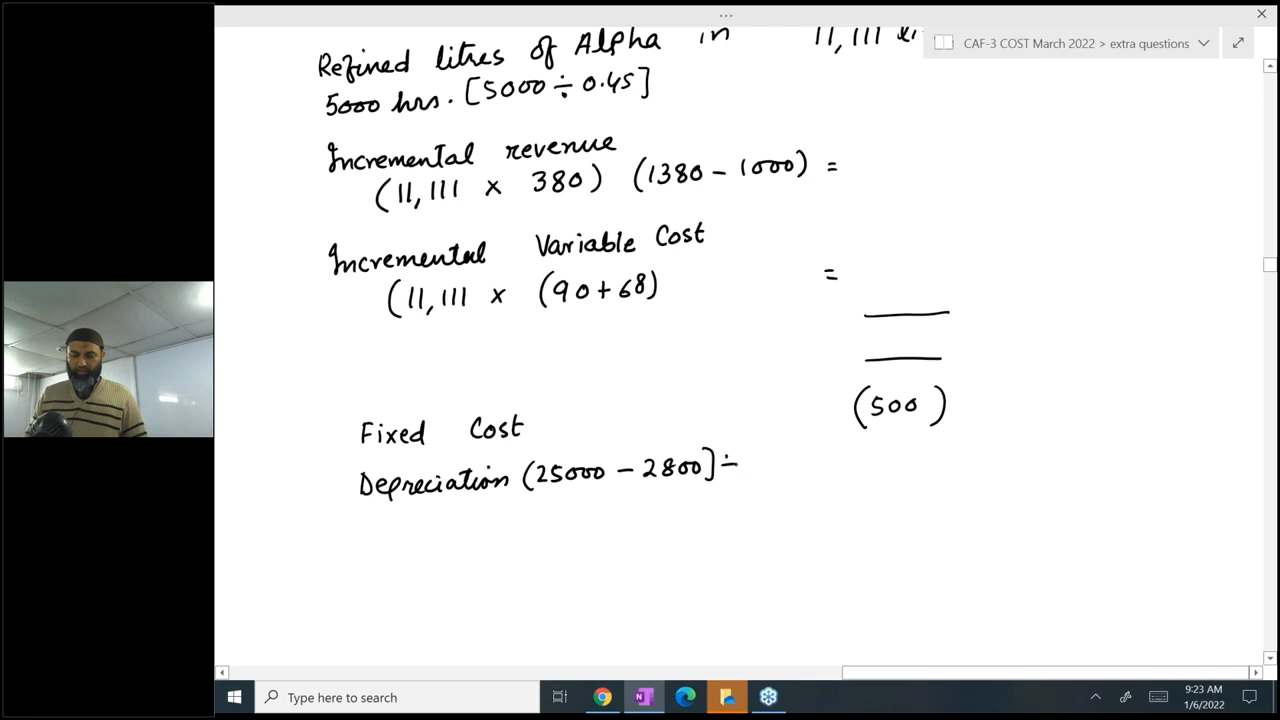 CAF-3 COST March 2022 > extra questions
Refined litres of Alpha in 11,111
5000 hrs. [5000 ÷ 0.45]
Incremental revenue
(11,111 x 380) (1380 - 1000) =
Incremental Variable Cost
(11,111 x (90+68) =
(500)
Fixed Cost
Depreciation (25000 - 2800] ÷
Type here to search
9:23 AM
1/6/2022